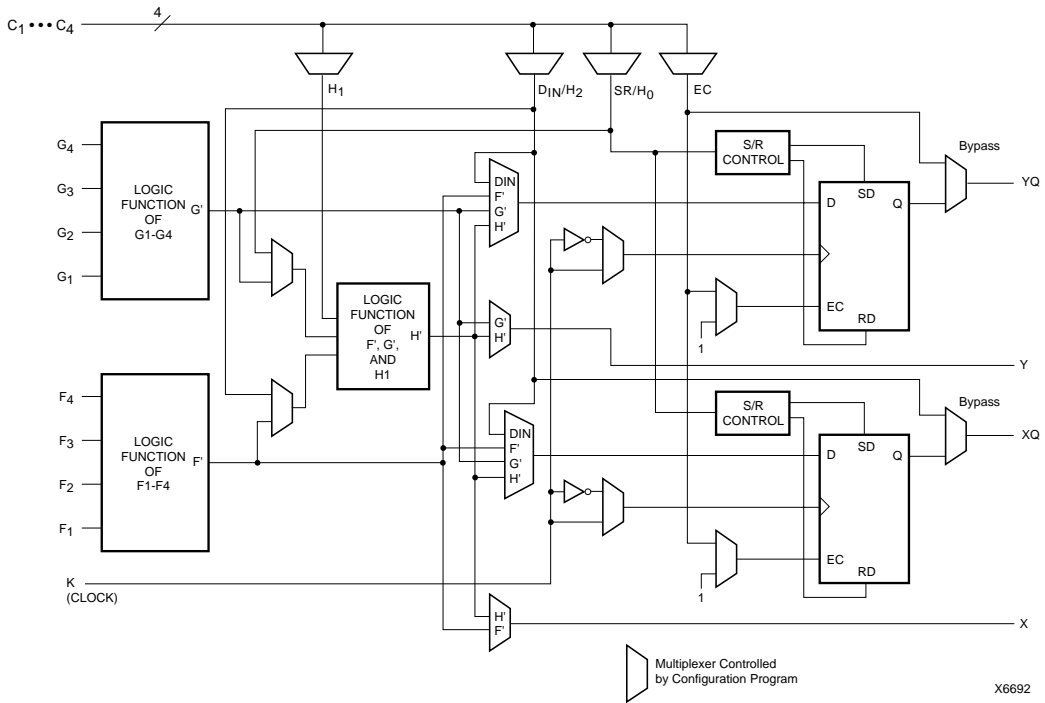 C1 ••• C4
4
H1
DIN/H2
SR/H0
EC
G4
G3
G2
G1
LOGIC
FUNCTION
OF
G1-G4
G'
DIN
F'
G'
H'
S/R
CONTROL
Bypass
D
SD
Q
YQ
EC
RD
1
LOGIC
FUNCTION
OF
F', G',
AND
H1
H'
G'
H'
Y
F4
F3
F2
F1
LOGIC
FUNCTION
OF
F1-F4
F'
DIN
F'
G'
H'
S/R
CONTROL
Bypass
D
SD
Q
XQ
EC
RD
1
K
(CLOCK)
H'
F'
X
Multiplexer Controlled
by Configuration Program
X6692